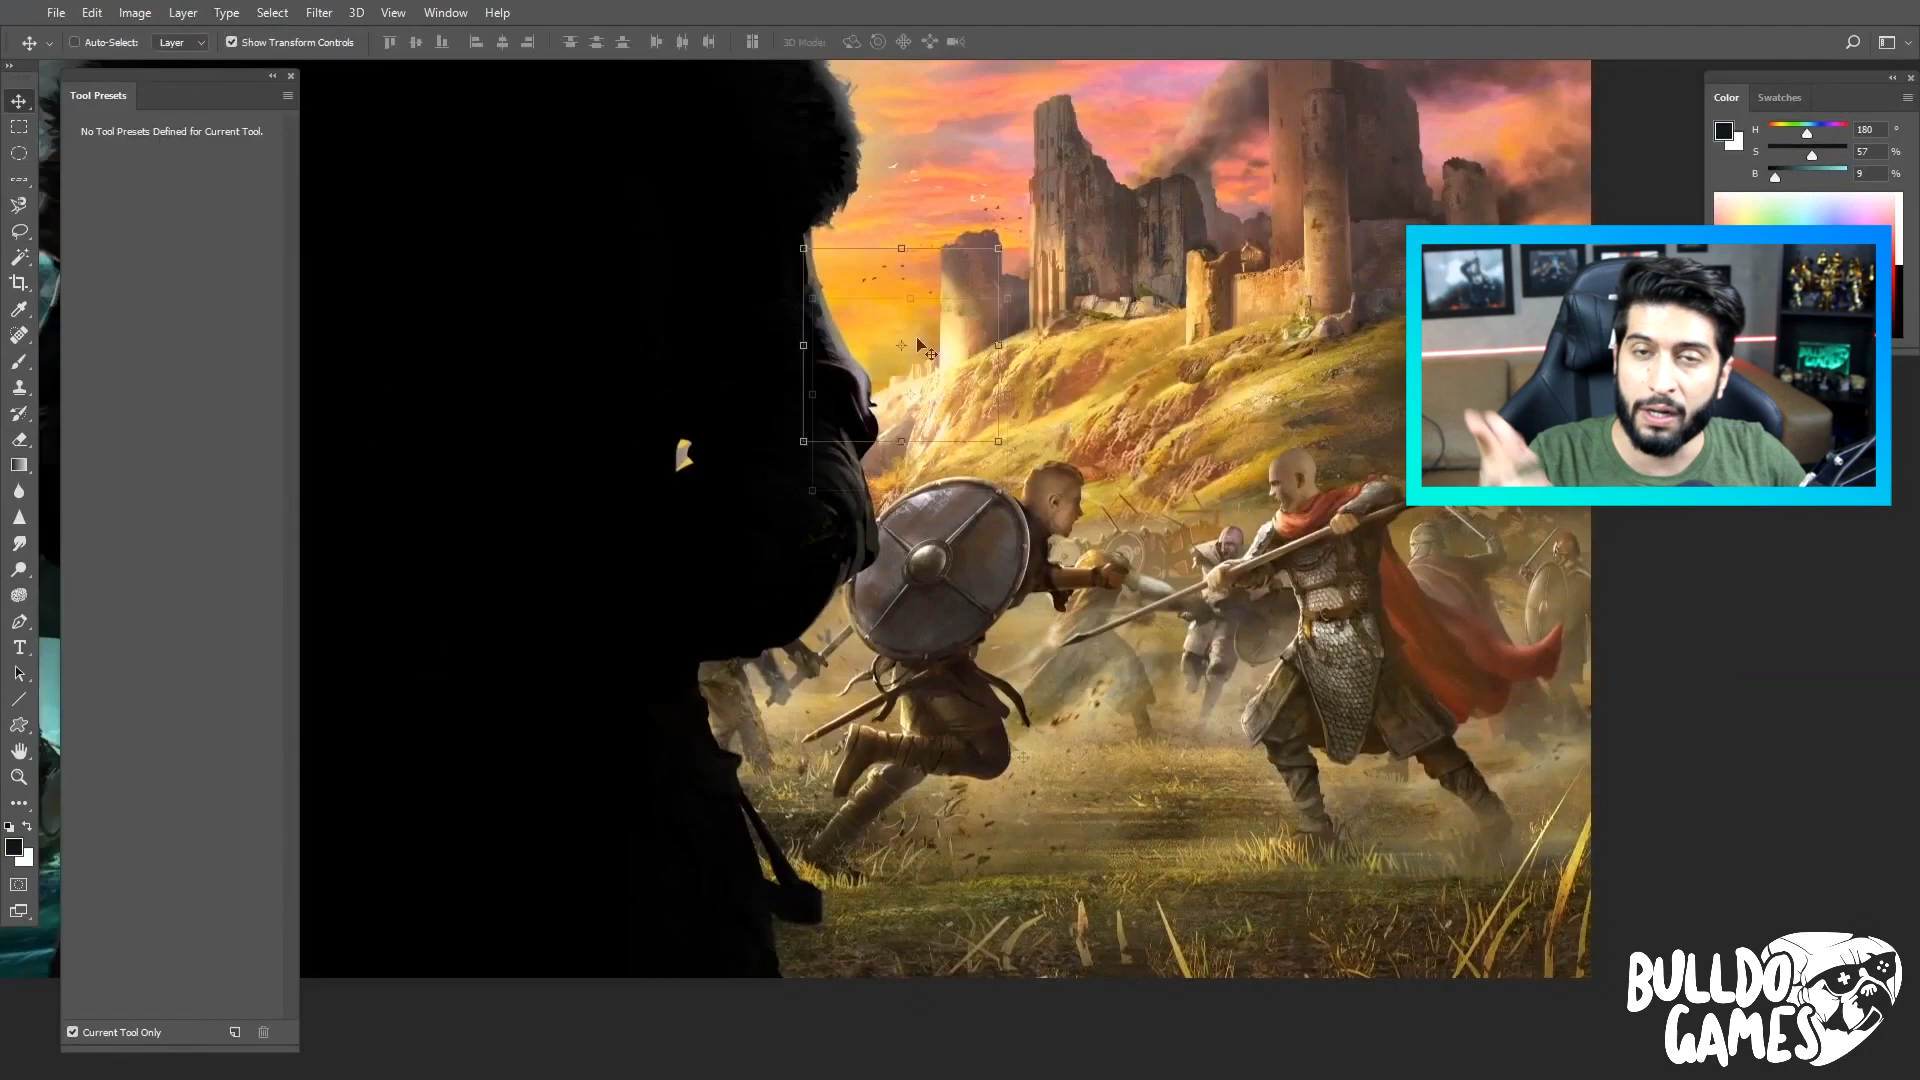 File Edit Image Layer Type Select Filter 3D View Window Help
Auto-Select: Layer Show Transform Controls 3D Mode:
Tool Presets
No Tool Presets Defined for Current Tool.
Color Swatches
H 180 °
S 57 %
B 9 %
Current Tool Only
BULLDOG
GAMES